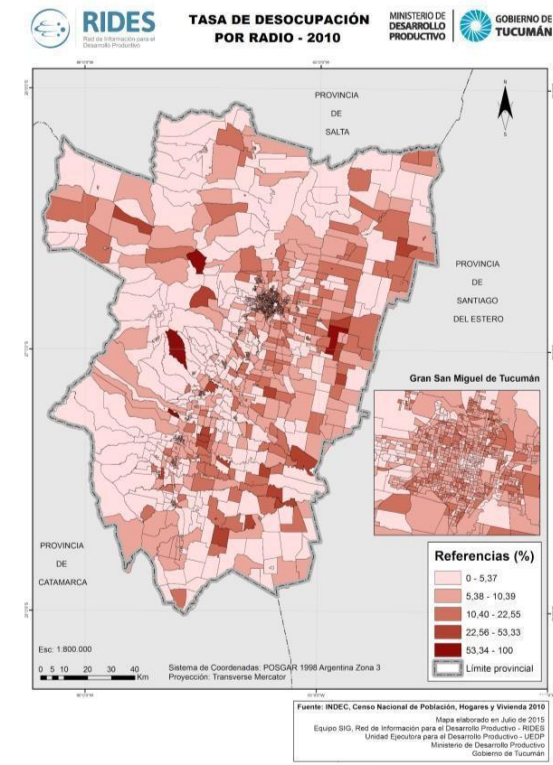 RIDES
Red de Información para el
Desarrollo Productivo
TASA DE DESOCUPACIÓN
POR RADIO - 2010
MINISTERIO DE
DESARROLLO
PRODUCTIVO
GOBIERNO DE
TUCUMÁN
N
S
PROVINCIA
DE
SALTA
PROVINCIA
DE
SANTIAGO
DEL ESTERO
Gran San Miguel de Tucumán
PROVINCIA
DE
CATAMARCA
Referencias (%)
0 - 5,37
5,38 - 10,39
10,40 - 22,55
22,56 - 53,33
53,34 - 100
Límite provincial
Esc: 1:800.000
0 5 10 20 30 40
Km
Sistema de Coordenadas: POSGAR 1998 Argentina Zona 3
Proyección: Transverse Mercator
Fuente: INDEC, Censo Nacional de Población, Hogares y Vivienda 2010
Mapa elaborado en Julio de 2015
Equipo SIG, Red de Información para el Desarrollo Productivo - RIDES
Unidad Ejecutora para el Desarrollo Productivo - UEDP
Ministerio de Desarrollo Productivo
Gobierno de Tucumán